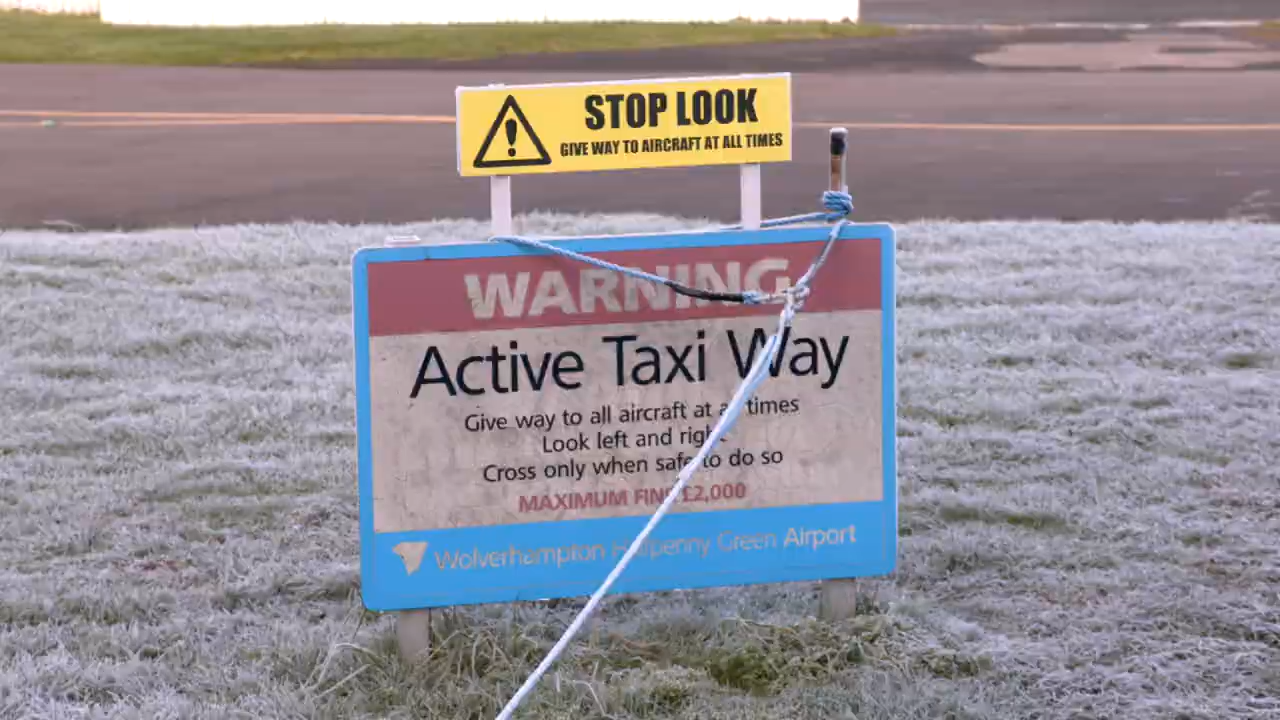 STOP LOOK
GIVE WAY TO AIRCRAFT AT ALL TIMES
WARNING
Active Taxi Way
Give way to all aircraft at all times
Look left and right
Cross only when safe to do so
MAXIMUM FINE £2,000
Wolverhampton Halfpenny Green Airport